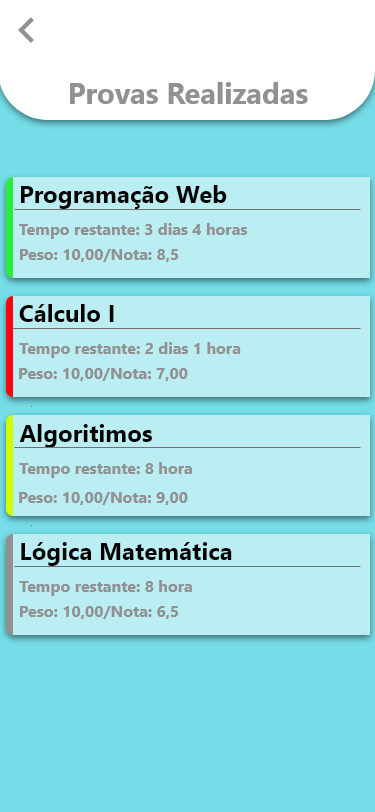 Provas Realizadas
Programação Web
Tempo restante: 3 dias 4 horas
Peso: 10,00/Nota: 8,5
Cálculo I
Tempo restante: 2 dias 1 hora
Peso: 10,00/Nota: 7,00
Algoritimos
Tempo restante: 8 hora
Peso: 10,00/Nota: 9,00
Lógica Matemática
Tempo restante: 8 hora
Peso: 10,00/Nota: 6,5